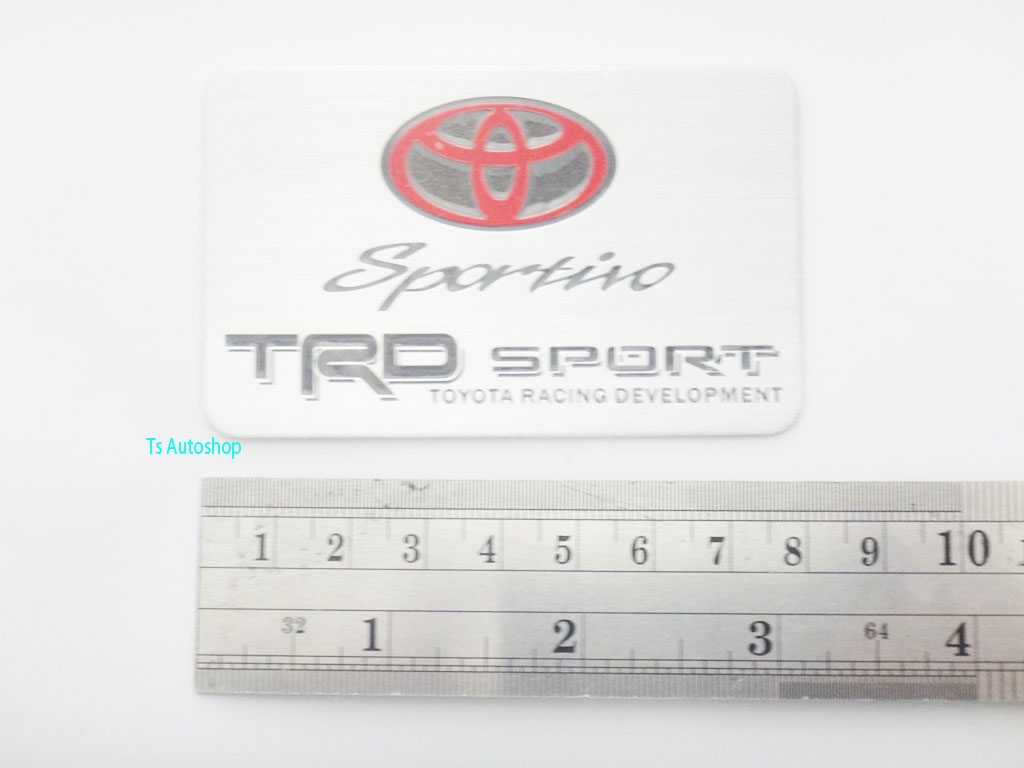 Sportivo
TRD SPORT
TOYOTA RACING DEVELOPMENT
Ts Autoshop
1 2 3 4 5 6 7 8 9 10
32 1 2 3 64 4